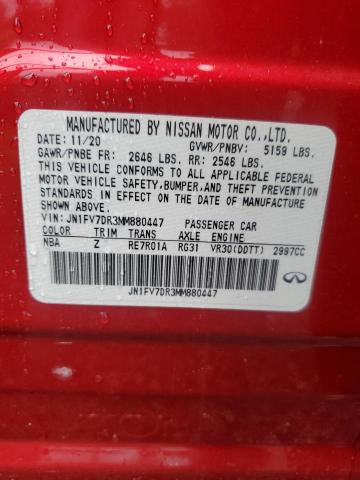 MANUFACTURED BY NISSAN MOTOR CO.,LTD.
DATE: 11/20 GVWR/PNBV: 5159 LBS.
GAWR/PNBE FR: 2646 LBS. RR: 2546 LBS.
THIS VEHICLE CONFORMS TO ALL APPLICABLE FEDERAL
MOTOR VEHICLE SAFETY,BUMPER,AND THEFT PREVENTION
STANDARDS IN EFFECT ON THE DATE OF MANUFACTURE
SHOWN ABOVE.
VIN: JN1FV7DR3MM880447 PASSENGER CAR
COLOR TRIM TRANS AXLE ENGINE
NBA Z RE7R01A RG31 VR30(DDTT) 2997CC
JN1FV7DR3MM880447